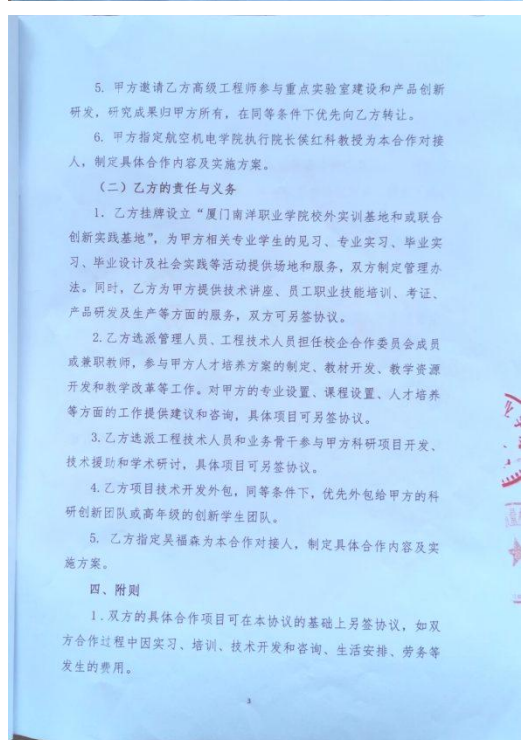 5. 甲方邀请乙方高级工程师参与重点实验室建设和产品创新
研发，研究成果归甲方所有，在同等条件下优先向乙方转让。
6. 甲方指定航空机电学院执行院长侯红科教授为本合作对接
人，制定具体合作内容及实施方案。
（二）乙方的责任与义务
1. 乙方挂牌设立“厦门南洋职业学院校外实训基地和或联合
创新实践基地”，为甲方相关专业学生的见习、专业实习、毕业实
习、毕业设计及社会实践等活动提供场地和服务，双方制定管理办
法。同时，乙方为甲方提供技术讲座、员工职业技能培训、考证、
产品研发及生产等方面的服务，双方可另签协议。
2.乙方选派管理人员、工程技术人员担任校企合作委员会成员
或兼职教师，参与甲方人才培养方案的制定、教材开发、教学资源
开发和教学改革等工作。对甲方的专业设置、课程设置、人才培养
等方面的工作提供建议和咨询，具体项目可另签协议。
3.乙方选派工程技术人员和业务骨干参与甲方科研项目开发、
技术援助和学术研讨，具体项目可另签协议。
4.乙方项目技术开发外包，同等条件下，优先外包给甲方的科
研创新团队或高年级的创新学生团队。
5. 乙方指定吴福森为本合作对接人，制定具体合作内容及实
施方案。
四、附则
1.双方的具体合作项目可在本协议的基础上另签协议，如双
方合作过程中因实习、培训、技术开发和咨询、生活安排、劳务等
发生的费用。
3